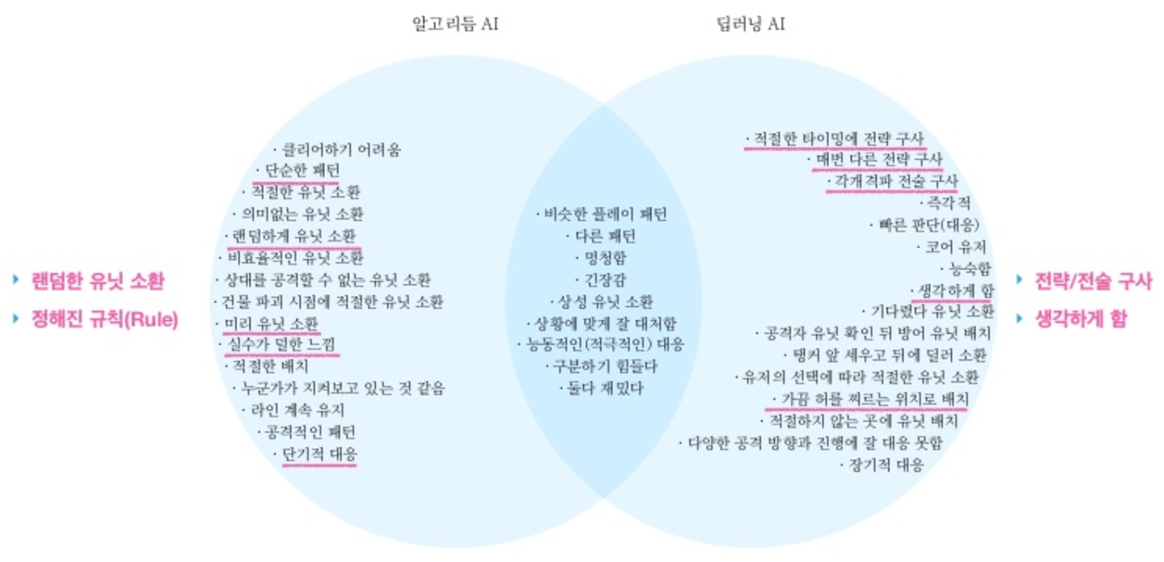 알고리듬 AI
딥러닝 AI
· 클리어하기 어려움
· 단순한 패턴
· 적절한 유닛 소환
· 의미없는 유닛 소환
· 랜덤하게 유닛 소환
· 비효율적인 유닛 소환
· 상대를 공격할 수 없는 유닛 소환
· 건물 파괴 시점에 적절한 유닛 소환
· 미리 유닛 소환
· 실수가 덜한 느낌
· 적절한 배치
· 누군가가 지켜보고 있는 것 같음
· 라인 계속 유지
· 공격적인 패턴
· 단기적 대응
· 비슷한 플레이 패턴
· 다른 패턴
· 멍청함
· 긴장감
· 상성 유닛 소환
· 상황에 맞게 잘 대처함
· 능동적인(적극적인) 대응
· 구분하기 힘들다
· 둘다 재밌다
· 적절한 타이밍에 전략 구사
· 매번 다른 전략 구사
· 각개격파 전술 구사
· 즉각적
· 빠른 판단(대응)
· 코어 유저
· 능숙함
· 생각하게 함
· 기다렸다 유닛 소환
· 공격자 유닛 확인 뒤 방어 유닛 배치
· 탱커 앞 세우고 뒤에 딜러 소환
· 유저의 선택에 따라 적절한 유닛 소환
· 가끔 허를 찌르는 위치로 배치
· 적절하지 않는 곳에 유닛 배치
· 다양한 공격 방향과 진행에 잘 대응 못함
· 장기적 대응
랜덤한 유닛 소환
정해진 규칙(Rule)
전략/전술 구사
생각하게 함